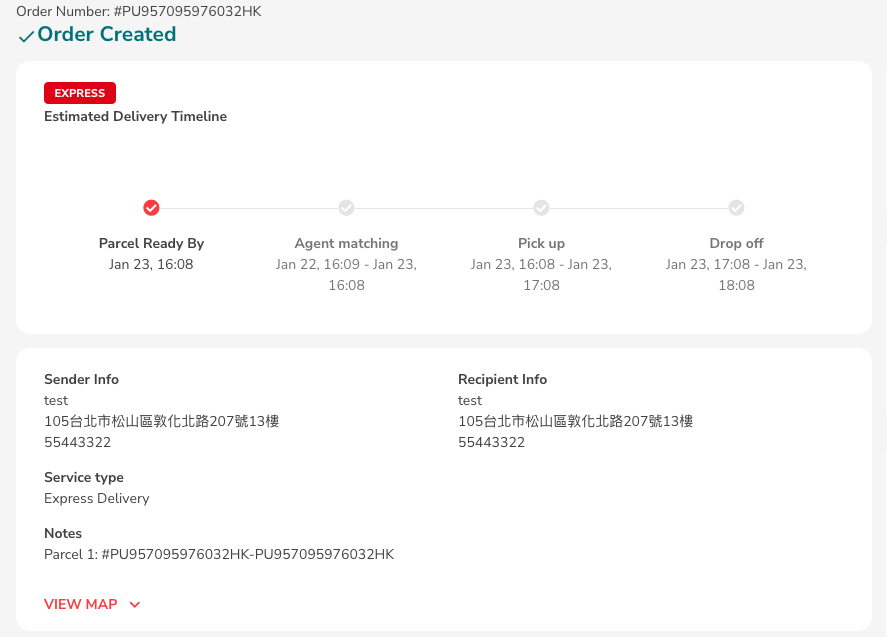 Order Number: #PU957095976032HK
Order Created
EXPRESS
Estimated Delivery Timeline
Parcel Ready By
Jan 23, 16:08
Agent matching
Jan 22, 16:09 - Jan 23,
16:08
Pick up
Jan 23, 16:08 - Jan 23,
17:08
Drop off
Jan 23, 17:08 - Jan 23,
18:08
Sender Info
test
105台北市松山區敦化北路207號13樓
55443322
Recipient Info
test
105台北市松山區敦化北路207號13樓
55443322
Service type
Express Delivery
Notes
Parcel 1: #PU957095976032HK-PU957095976032HK
VIEW MAP